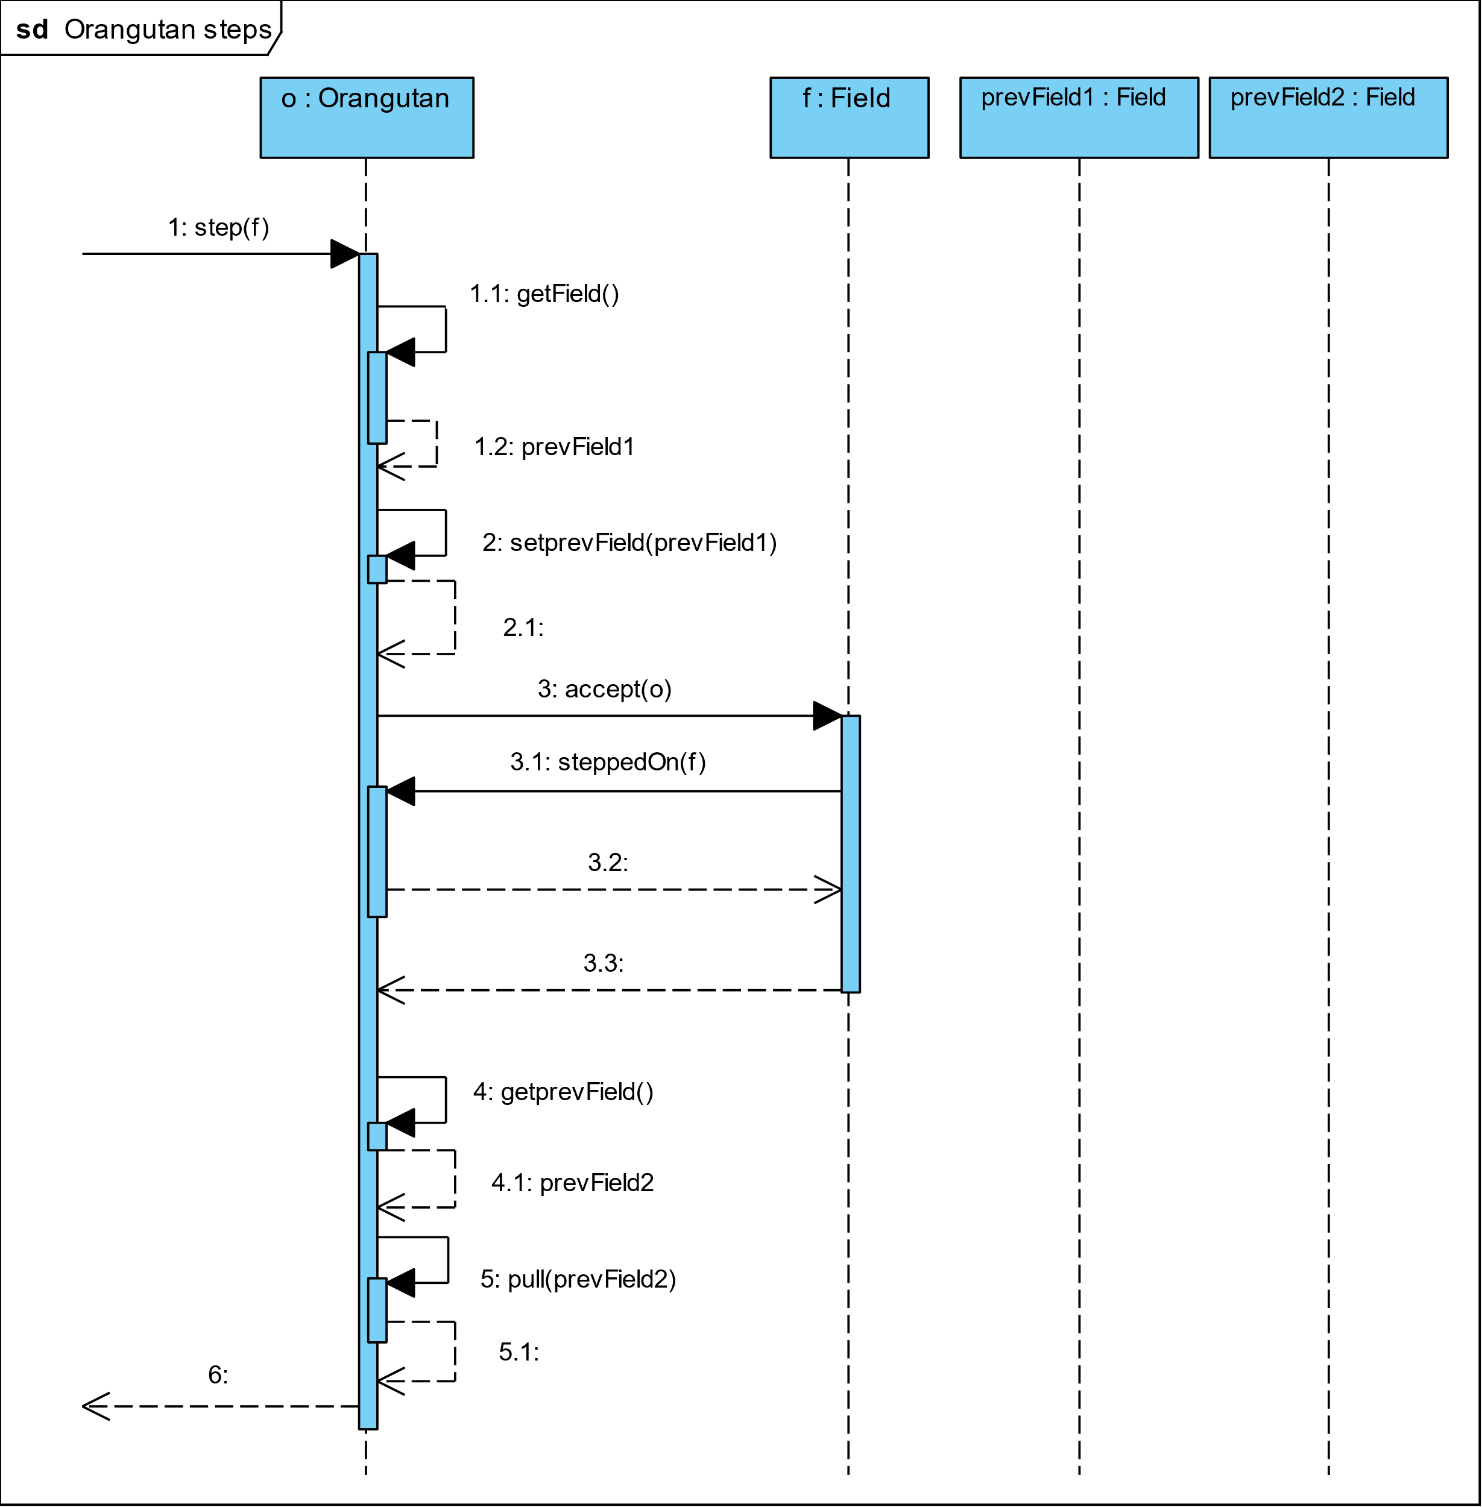 sd Orangutan steps
o : Orangutan
f : Field
prevField1 : Field
prevField2 : Field
1: step(f)
1.1: getField()
1.2: prevField1
2: setprevField(prevField1)
2.1:
3: accept(o)
3.1: steppedOn(f)
3.2:
3.3:
4: getprevField()
4.1: prevField2
5: pull(prevField2)
5.1:
6: